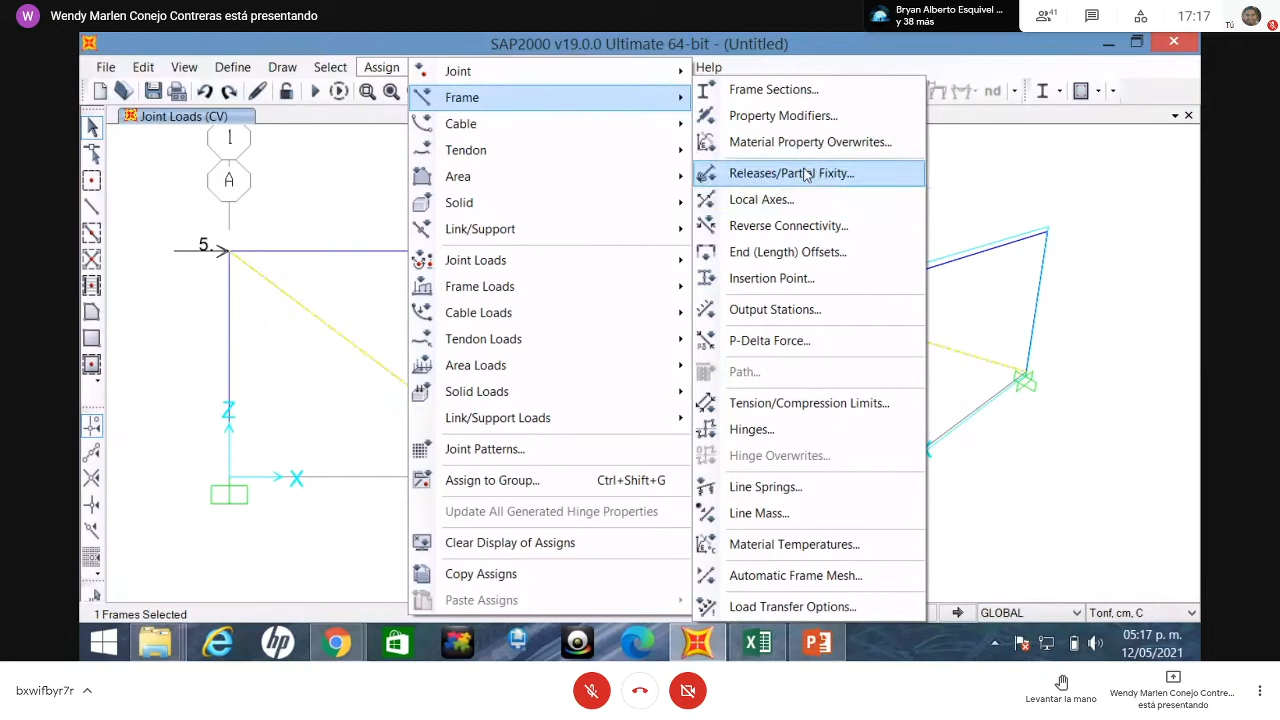 W Wendy Marlen Conejo Contreras está presentando
Bryan Alberto Esquivel ...
y 38 más
41
17:17
Tú
SAP2000 v19.0.0 Ultimate 64-bit - (Untitled)
File Edit View Define Draw Select Assign Help
nd
Joint Loads (CV)
Joint
Frame
Cable
Tendon
Area
Solid
Link/Support
Joint Loads
Frame Loads
Cable Loads
Tendon Loads
Area Loads
Solid Loads
Link/Support Loads
Joint Patterns...
Assign to Group... Ctrl+Shift+G
Update All Generated Hinge Properties
Clear Display of Assigns
Copy Assigns
Paste Assigns
Frame Sections...
Property Modifiers...
Material Property Overwrites...
Releases/Partial Fixity...
Local Axes...
Reverse Connectivity...
End (Length) Offsets...
Insertion Point...
Output Stations...
P-Delta Force...
Path...
Tension/Compression Limits...
Hinges...
Hinge Overwrites...
Line Springs...
Line Mass...
Material Temperatures...
Automatic Frame Mesh...
Load Transfer Options...
1
A
5.
Z
X
1 Frames Selected
GLOBAL
Tonf, cm, C
hp
05:17 p. m.
12/05/2021
bxwifbyr7r
Levantar la mano
Wendy Marlen Conejo Contre...
está presentando